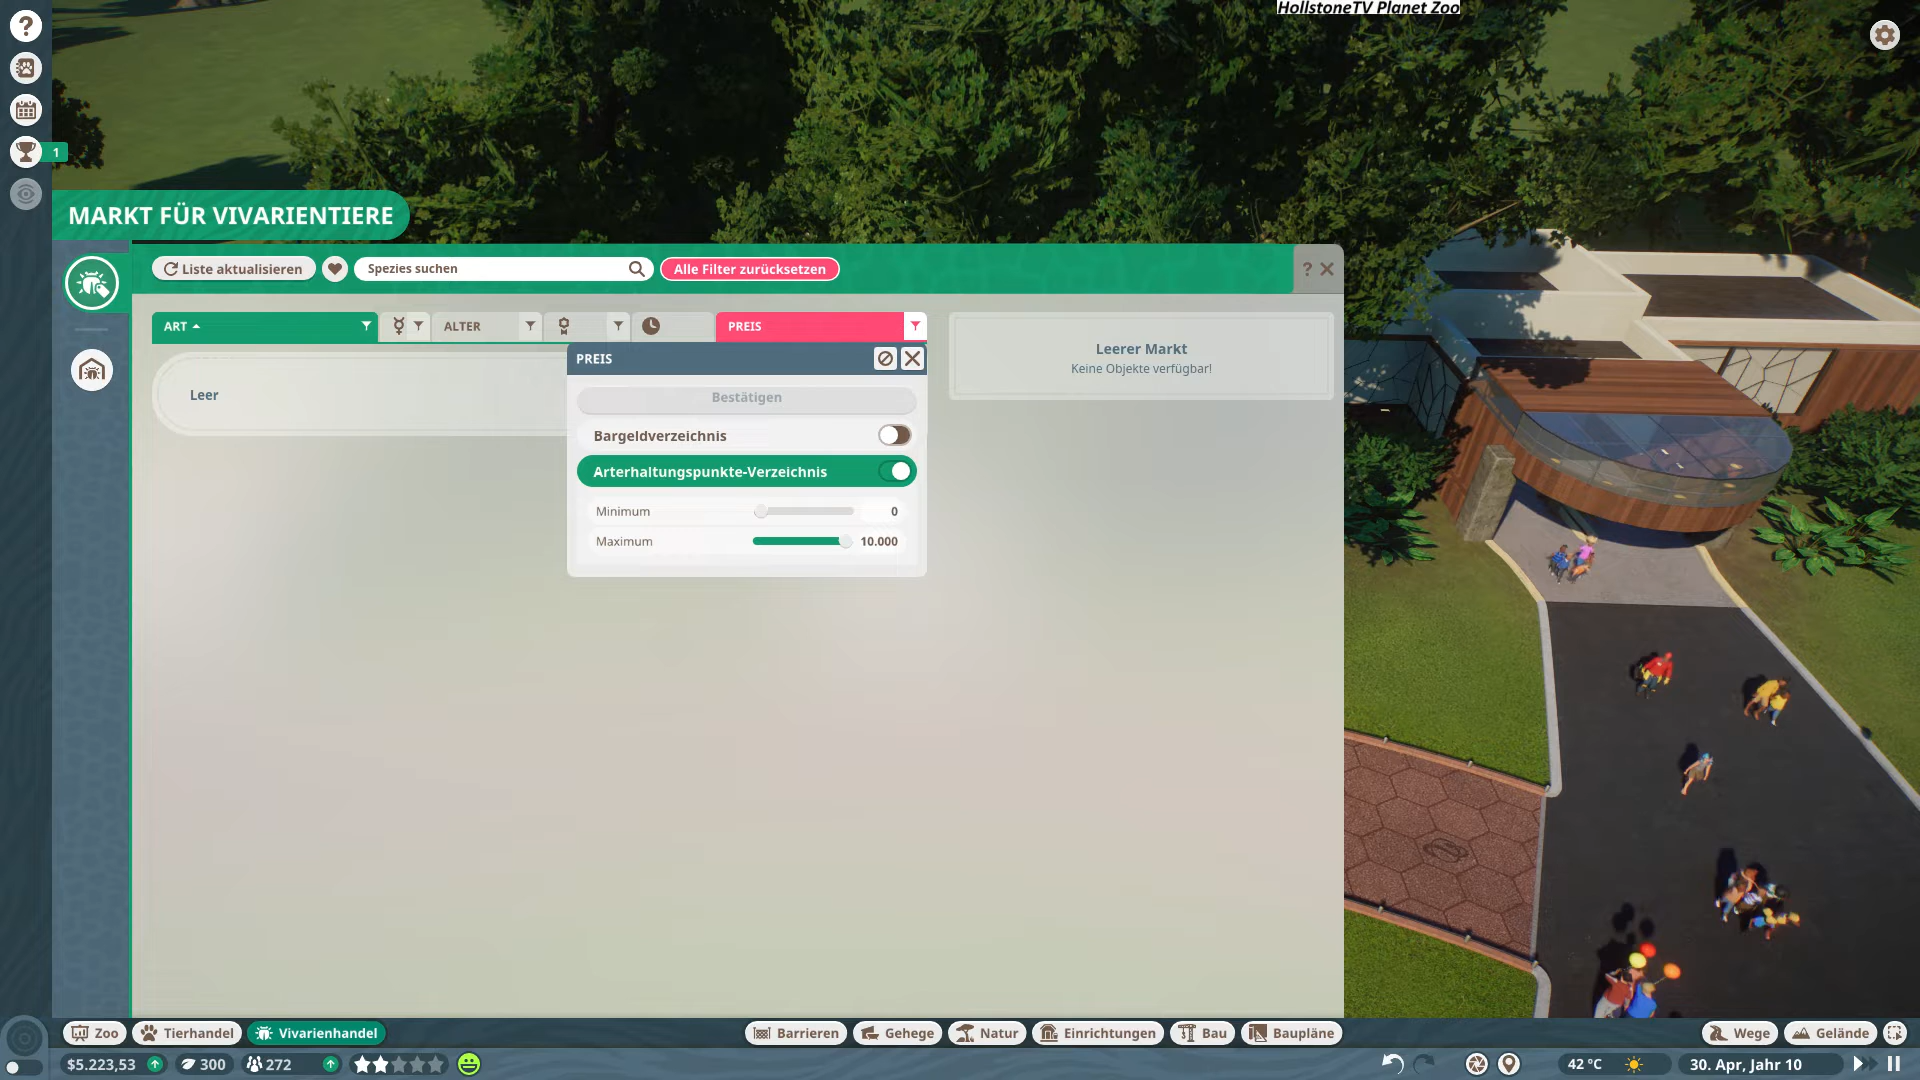 HollstoneTV Planet Zoo
?
1
MARKT FÜR VIVARIENTIERE
Liste aktualisieren
Spezies suchen
Alle Filter zurücksetzen
?
ART
ALTER
PREIS
Leerer Markt
Keine Objekte verfügbar!
PREIS
Leer
Bestätigen
Bargeldverzeichnis
Arterhaltungspunkte-Verzeichnis
Minimum 0
Maximum 10.000
Zoo
Tierhandel
Vivarienhandel
Barrieren
Gehege
Natur
Einrichtungen
Bau
Baupläne
Wege
Gelände
$5.223,53
300
272
42 °C
30. Apr, Jahr 10